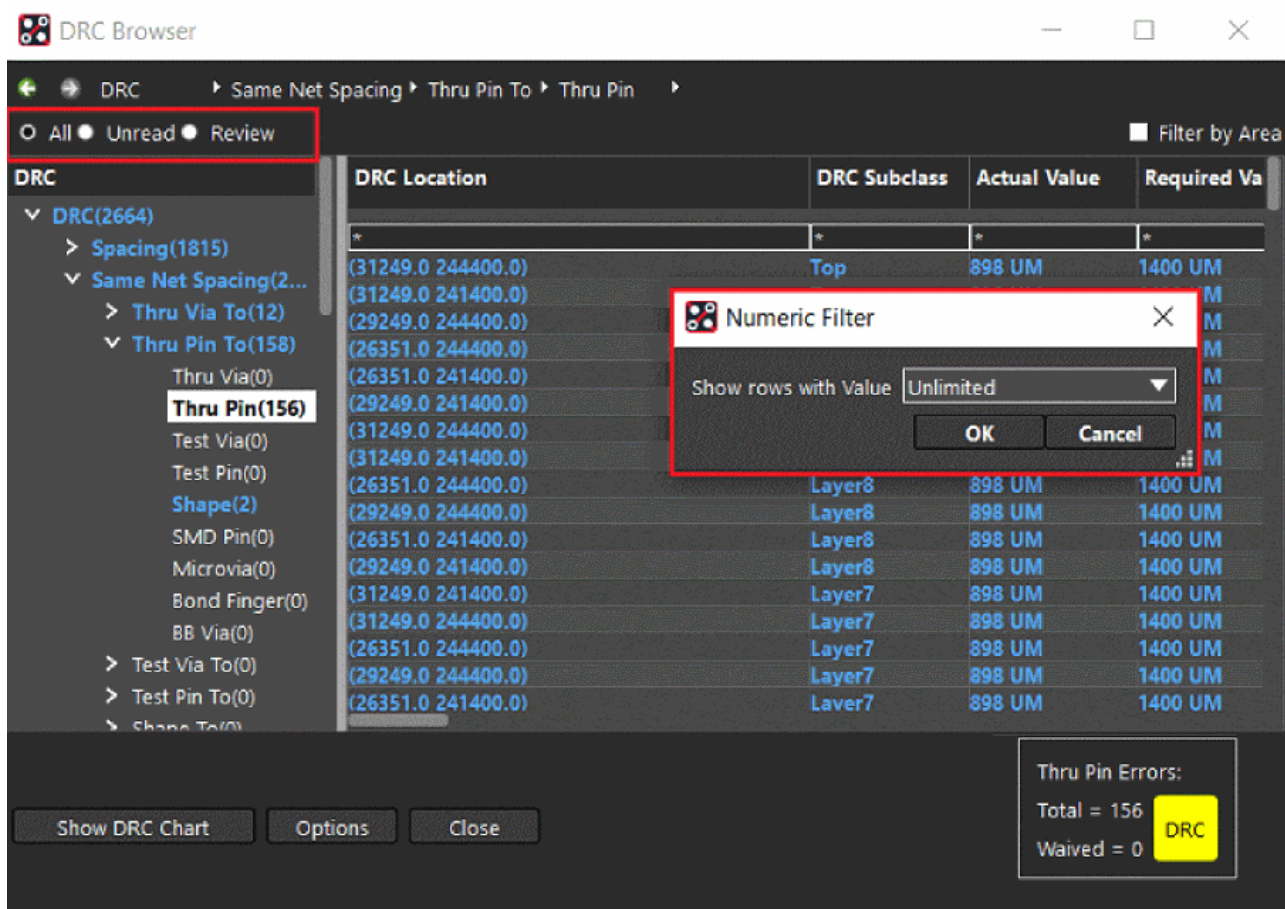 DRC Browser
DRC Same Net Spacing Thru Pin To Thru Pin
All Unread Review
Filter by Area
DRC
DRC Location DRC Subclass Actual Value Required Va
* * * *
DRC(2664)
Spacing(1815)
Same Net Spacing(2...
Thru Via To(12)
Thru Pin To(158)
Thru Via(0)
Thru Pin(156)
Test Via(0)
Test Pin(0)
Shape(2)
SMD Pin(0)
Microvia(0)
Bond Finger(0)
BB Via(0)
Test Via To(0)
Test Pin To(0)
Shape To(0)
(31249.0 244400.0) Top 898 UM 1400 UM
(31249.0 241400.0) M
(29249.0 244400.0) M
(26351.0 244400.0) M
(26351.0 241400.0) M
(29249.0 241400.0) M
(31249.0 244400.0) M
(31249.0 241400.0) M
(26351.0 244400.0) Layer8 898 UM 1400 UM
(29249.0 244400.0) Layer8 898 UM 1400 UM
(26351.0 241400.0) Layer8 898 UM 1400 UM
(29249.0 241400.0) Layer8 898 UM 1400 UM
(31249.0 241400.0) Layer7 898 UM 1400 UM
(31249.0 244400.0) Layer7 898 UM 1400 UM
(26351.0 244400.0) Layer7 898 UM 1400 UM
(29249.0 244400.0) Layer7 898 UM 1400 UM
(26351.0 241400.0) Layer7 898 UM 1400 UM
Numeric Filter
Show rows with Value Unlimited
OK Cancel
Show DRC Chart Options Close
Thru Pin Errors:
Total = 156
Waived = 0
DRC